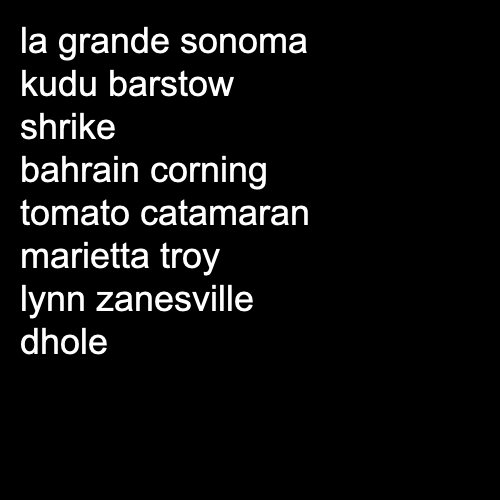 la grande sonoma
kudu barstow
shrike
bahrain corning
tomato catamaran
marietta troy
lynn zanesville
dhole